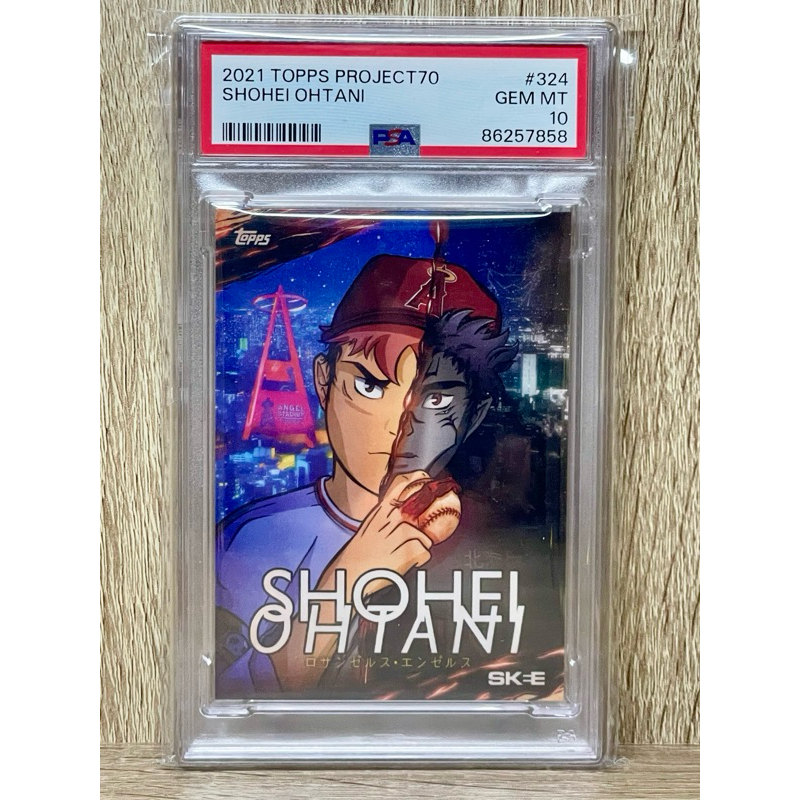 2021 TOPPS PROJECT70 #324
SHOHEI OHTANI GEM MT
10
86257858
PSA
topps
A
ANGEL
STADIUM
SHOHEI
OHTANI
ロサンゼルス・エンゼルス
SKEE